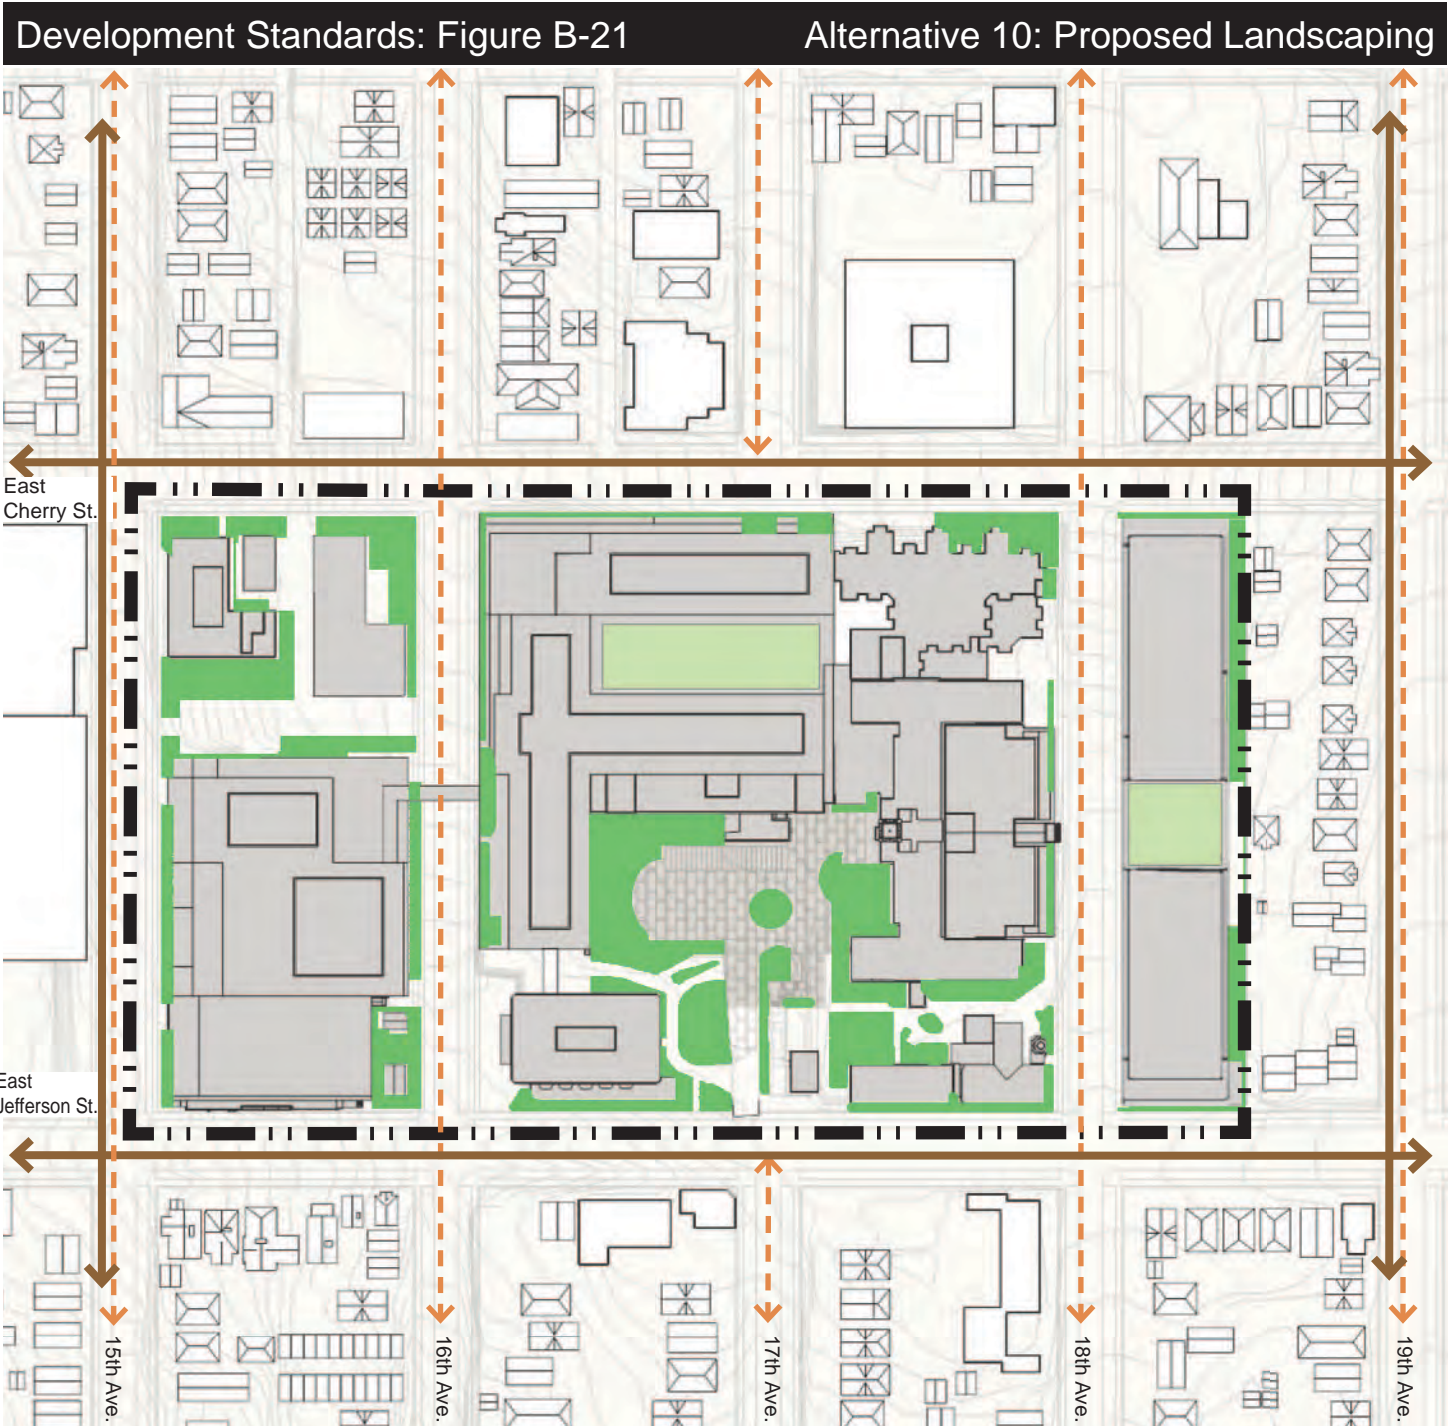 Development Standards: Figure B-21
Alternative 10: Proposed Landscaping
East
Cherry St.
East
Jefferson St.
15th Ave.
16th Ave.
17th Ave.
18th Ave.
19th Ave.